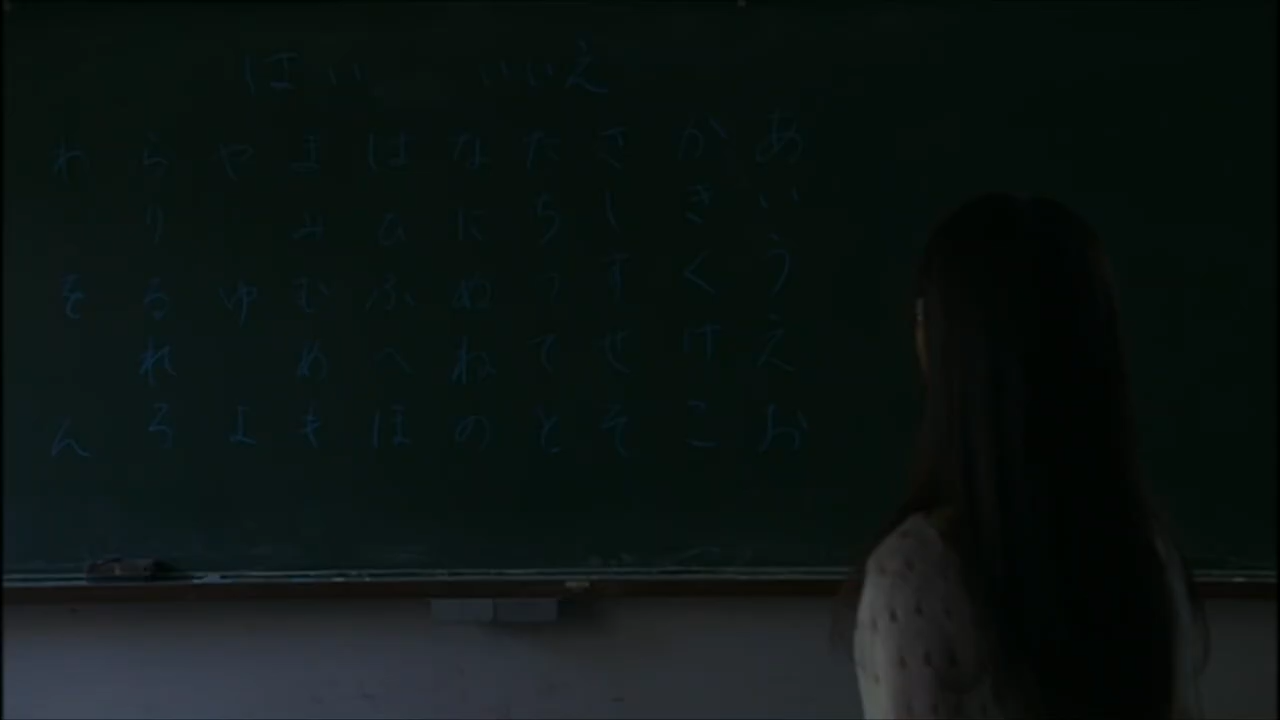 はい いいえ
あいうえお
かきくけこ
さしすせそ
たちつてと
なにぬねの
はひふへほ
まみむめも
やゆよ
らりるれろ
わをん